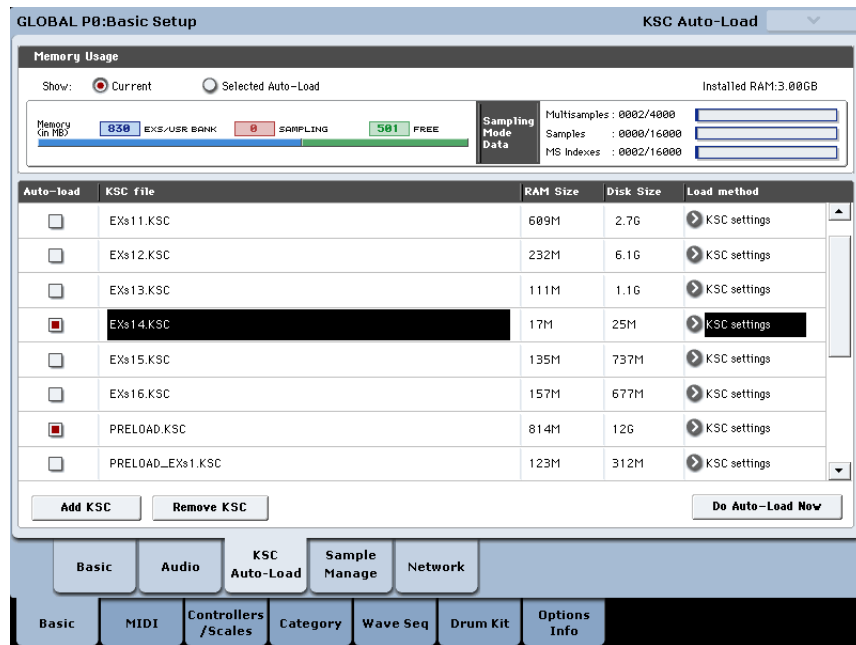 GLOBAL P0:Basic Setup KSC Auto-Load
Memory Usage
Show: Current Selected Auto-Load Installed RAM:3.00GB
Memory (in MB) 830 EXS/USR BANK 0 SAMPLING 501 FREE
Sampling Mode Data
Multisamples : 0002/4000
Samples : 0000/16000
MS Indexes : 0002/16000
Auto-load KSC file RAM Size Disk Size Load method
EXs11.KSC 609M 2.7G KSC settings
EXs12.KSC 232M 6.1G KSC settings
EXs13.KSC 111M 1.1G KSC settings
EXs14.KSC 17M 25M KSC settings
EXs15.KSC 135M 737M KSC settings
EXs16.KSC 157M 677M KSC settings
PRELOAD.KSC 814M 12G KSC settings
PRELOAD_EXs1.KSC 123M 312M KSC settings
Add KSC Remove KSC Do Auto-Load Now
Basic Audio KSC Auto-Load Sample Manage Network
Basic MIDI Controllers /Scales Category Wave Seq Drum Kit Options Info